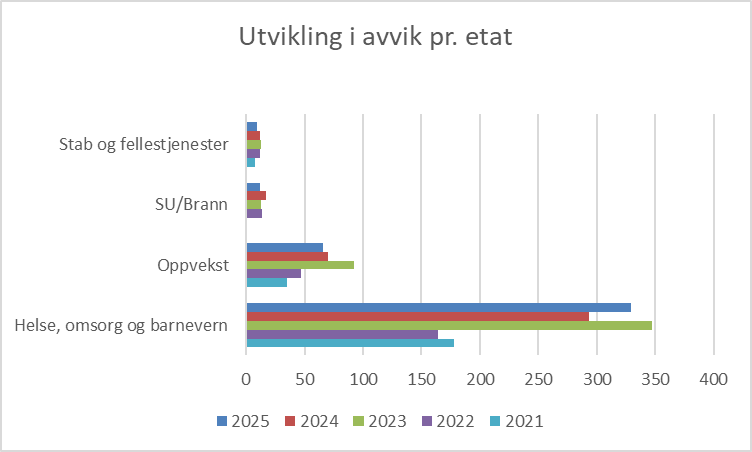 Utvikling i avvik pr. etat
Stab og fellestjenester
SU/Brann
Oppvekst
Helse, omsorg og barnevern
0 50 100 150 200 250 300 350 400
2025 2024 2023 2022 2021